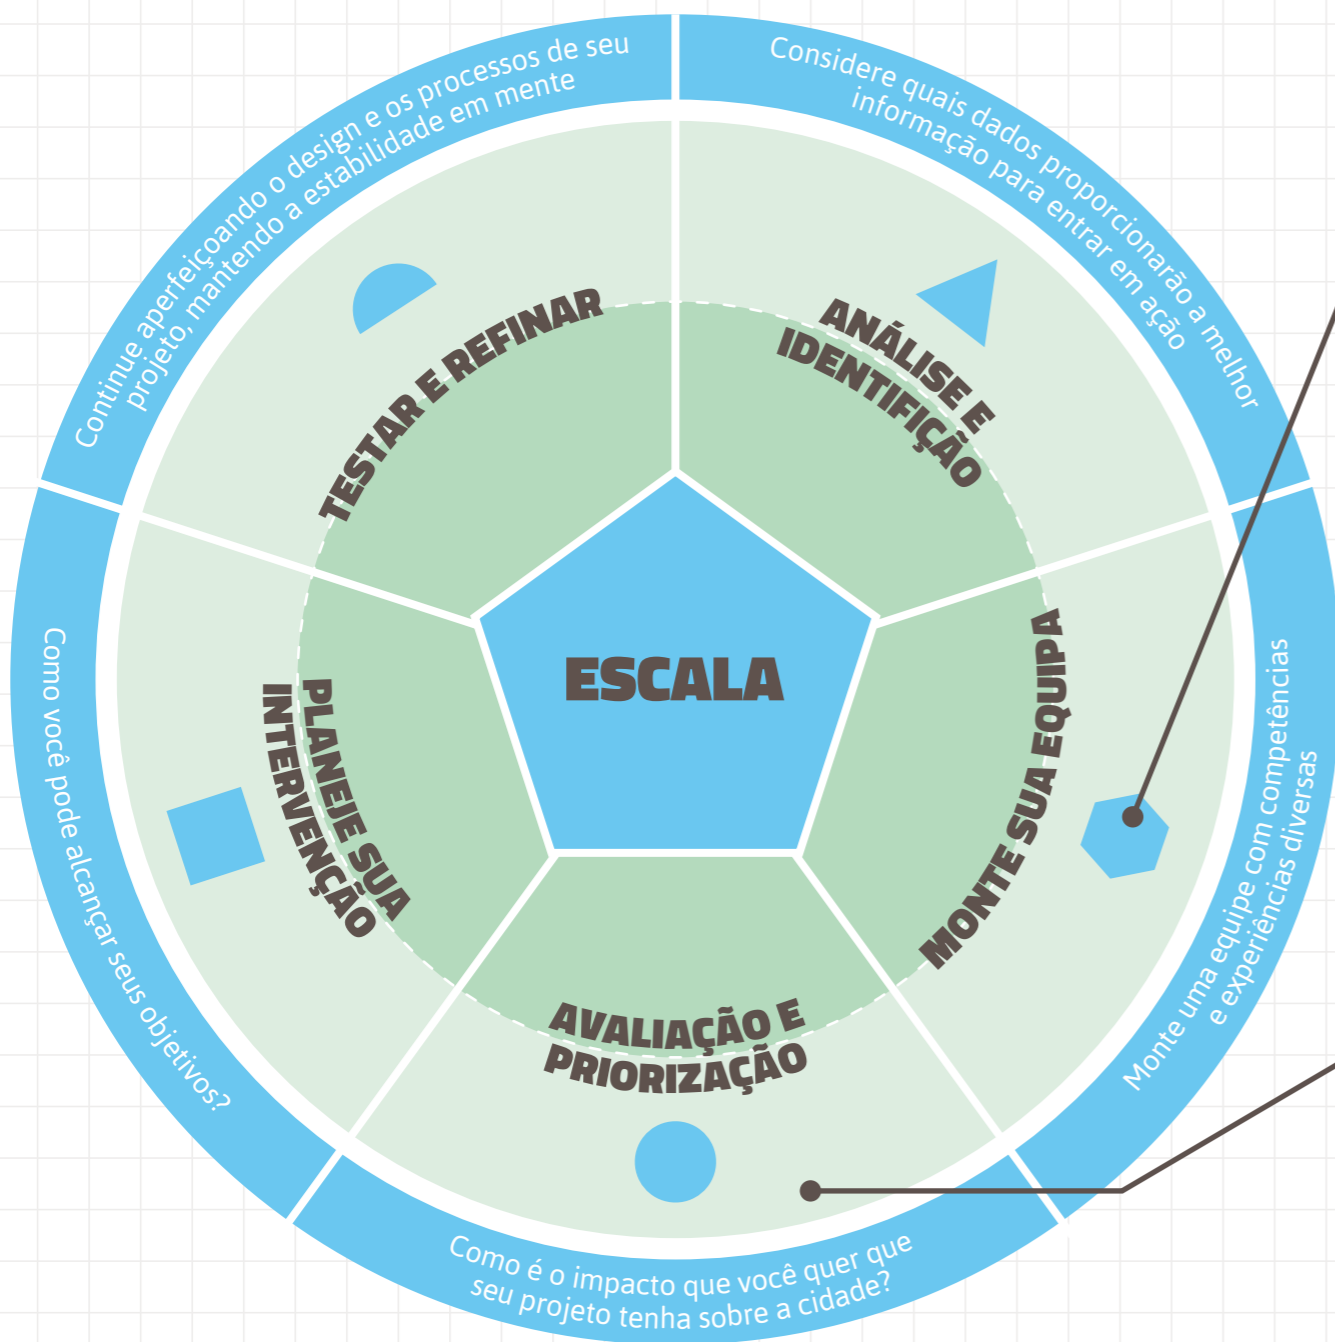 Considere quais dados proporcionarão a melhor
informação para entrar em ação
ANÁLISE E
IDENTIFIÇÃO
Monte uma equipe com competências
e experiências diversas
MONTE SUA EQUIPA
Como é o impacto que você quer que
seu projeto tenha sobre a cidade?
AVALIAÇÃO E
PRIORIZAÇÃO
Como você pode alcançar seus objetivos?
PLANEJE SUA
INTERVENÇÃO
Continue aperfeiçoando o design e os processos de seu
projeto, mantendo a estabilidade em mente
TESTAR E REFINAR
ESCALA